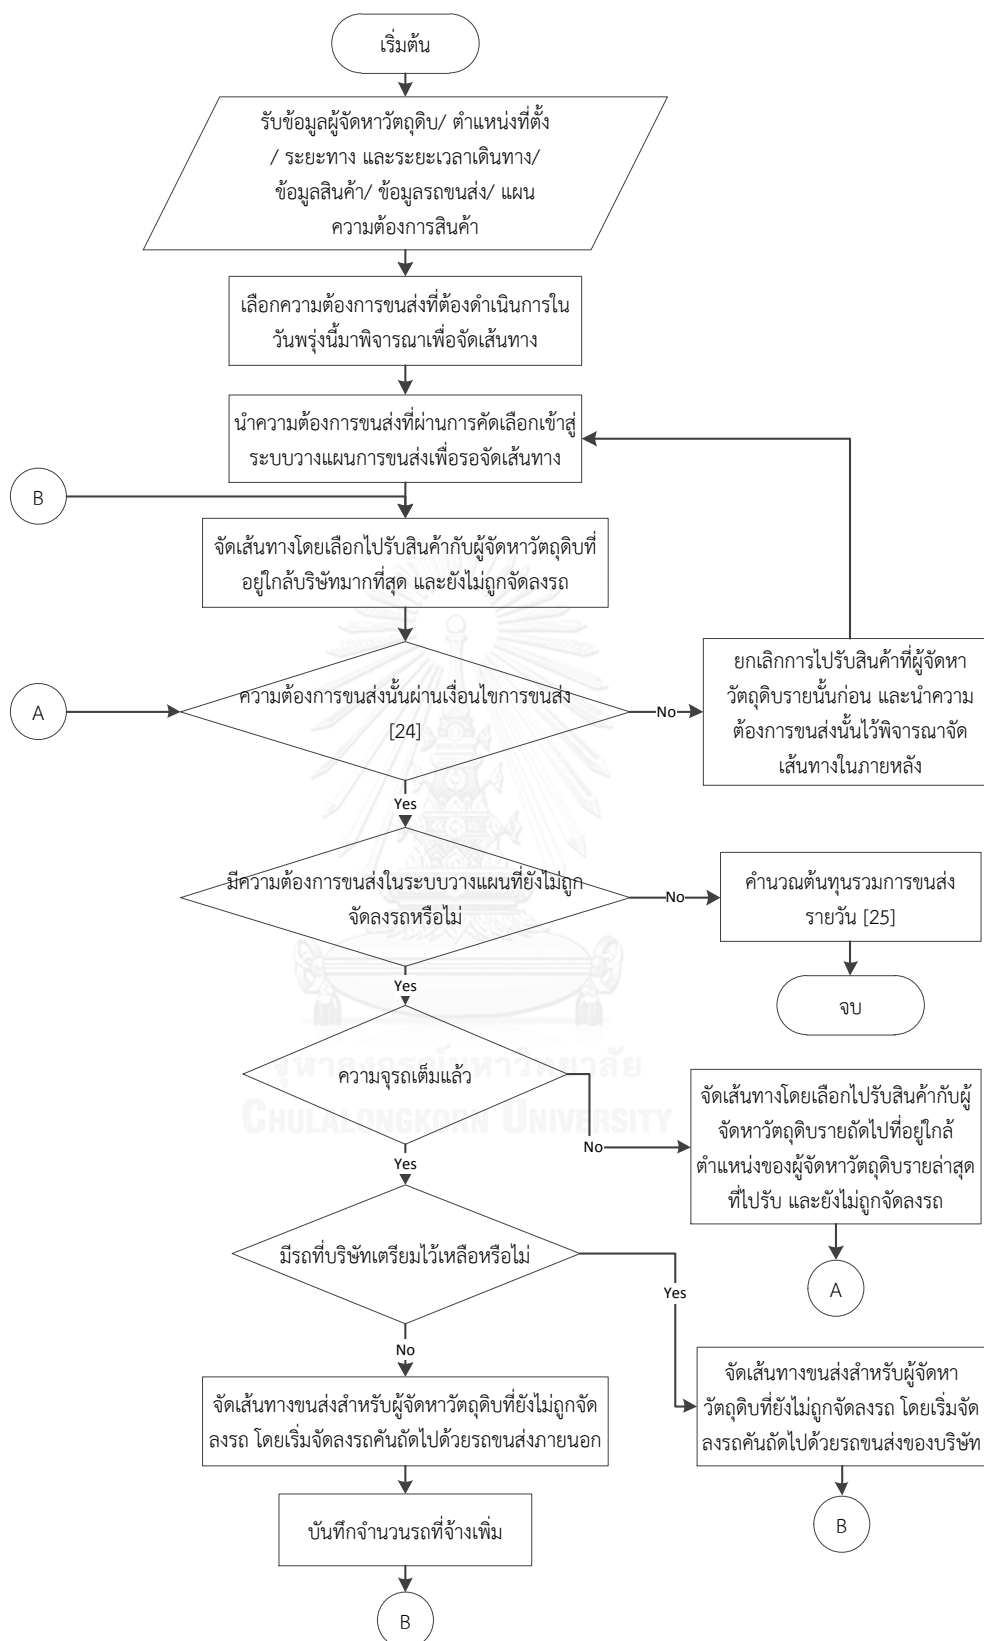 เริ่มต้น
รับข้อมูลผู้จัดหาวัตถุดิบ/ ตำแหน่งที่ตั้ง
/ ระยะทาง และระยะเวลาเดินทาง/
ข้อมูลสินค้า/ ข้อมูลรถขนส่ง/ แผน
ความต้องการสินค้า
เลือกความต้องการขนส่งที่ต้องดำเนินการใน
วันพรุ่งนี้มาพิจารณาเพื่อจัดเส้นทาง
นำความต้องการขนส่งที่ผ่านการคัดเลือกเข้าสู่
ระบบวางแผนการขนส่งเพื่อรอจัดเส้นทาง
B
จัดเส้นทางโดยเลือกไปรับสินค้ากับผู้จัดหาวัตถุดิบที่
อยู่ใกล้บริษัทมากที่สุด และยังไม่ถูกจัดลงรถ
A
ความต้องการขนส่งนั้นผ่านเงื่อนไขการขนส่ง
[24]
No
ยกเลิกการไปรับสินค้าที่ผู้จัดหา
วัตถุดิบรายนั้นก่อน และนำความ
ต้องการขนส่งนั้นไว้พิจารณาจัด
เส้นทางในภายหลัง
Yes
มีความต้องการขนส่งในระบบวางแผนที่ยังไม่ถูก
จัดลงรถหรือไม่
No
คำนวณต้นทุนรวมการขนส่ง
รายวัน [25]
จบ
Yes
จุฬาลงกรณ์มหาวิทยาลัย
CHULALONGKORN UNIVERSITY
ความจุรถเต็มแล้ว
No
จัดเส้นทางโดยเลือกไปรับสินค้ากับผู้
จัดหาวัตถุดิบรายถัดไปที่อยู่ใกล้
ตำแหน่งของผู้จัดหาวัตถุดิบรายล่าสุด
ที่ไปรับ และยังไม่ถูกจัดลงรถ
A
Yes
มีรถที่บริษัทเตรียมไว้เหลือหรือไม่
Yes
จัดเส้นทางขนส่งสำหรับผู้จัดหา
วัตถุดิบที่ยังไม่ถูกจัดลงรถ โดยเริ่มจัด
ลงรถคันถัดไปด้วยรถขนส่งของบริษัท
B
No
จัดเส้นทางขนส่งสำหรับผู้จัดหาวัตถุดิบที่ยังไม่ถูกจัด
ลงรถ โดยเริ่มจัดลงรถคันถัดไปด้วยรถขนส่งภายนอก
บันทึกจำนวนรถที่จ้างเพิ่ม
B